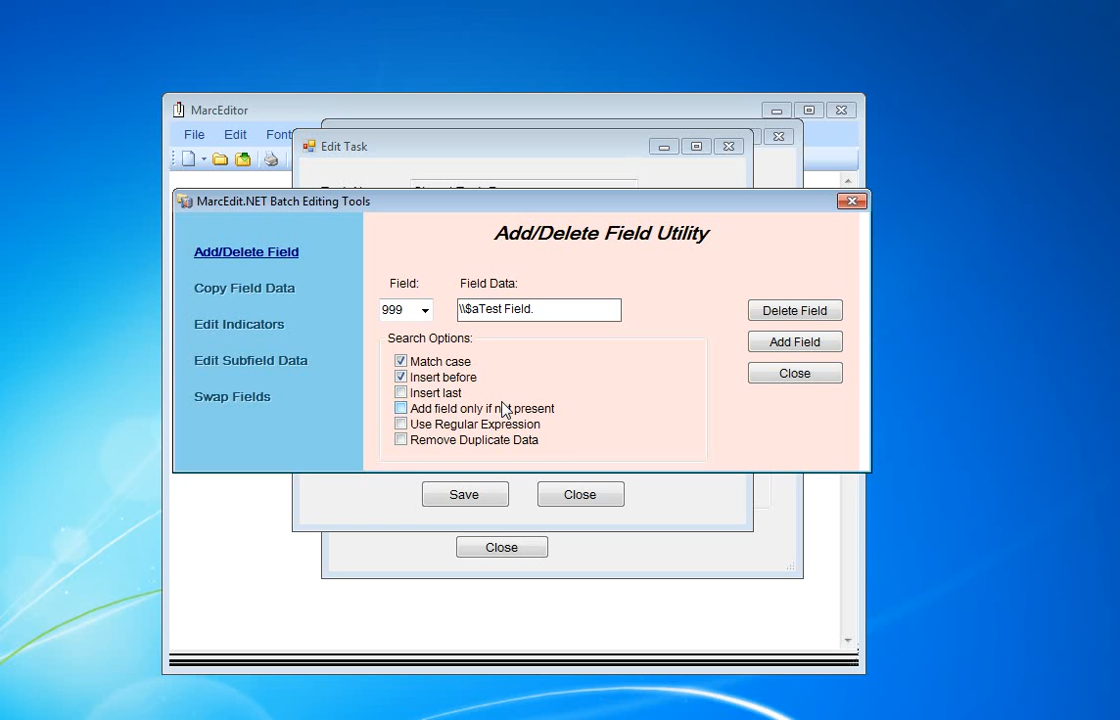 MarcEditor
File Edit Font
Edit Task
MarcEdit.NET Batch Editing Tools
Add/Delete Field Utility
Add/Delete Field
Copy Field Data
Edit Indicators
Edit Subfield Data
Swap Fields
Field: Field Data:
999 \\$aTest Field.
Search Options:
Match case
Insert before
Insert last
Add field only if not present
Use Regular Expression
Remove Duplicate Data
Delete Field
Add Field
Close
Save Close
Close